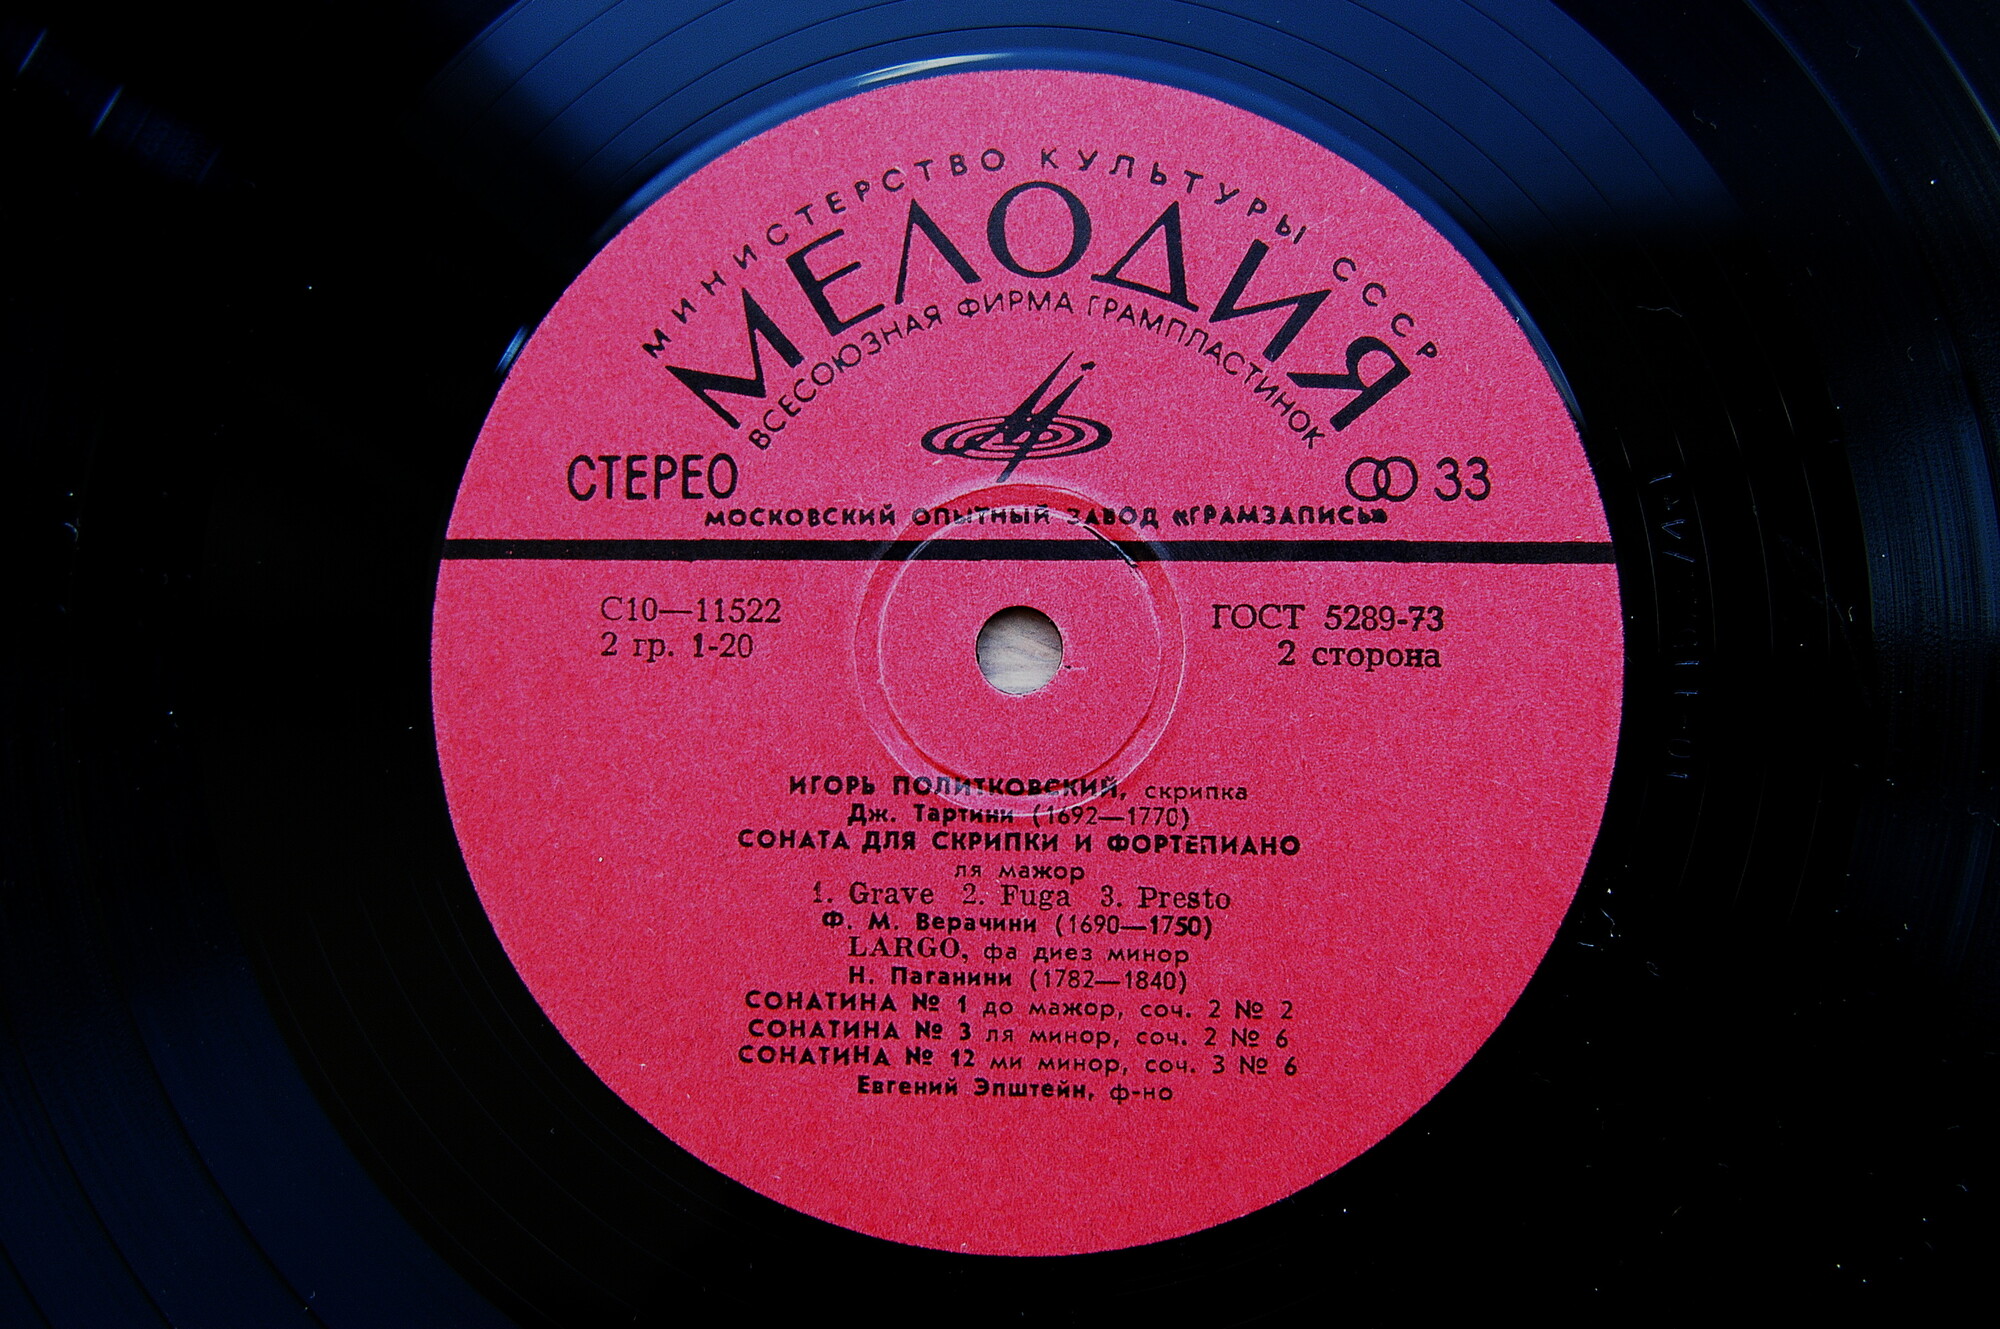 МИНИСТЕРСТВО КУЛЬТУРЫ СССР
МЕЛОДИЯ
ВСЕСОЮЗНАЯ ФИРМА ГРАМПЛАСТИНОК
СТЕРЕО
33
МОСКОВСКИЙ ОПЫТНЫЙ ЗАВОД «ГРАМЗАПИСЬ»
С10—11522
2 гр. 1-20
ГОСТ 5289-73
2 сторона
ИГОРЬ ПОЛИТКОВСКИЙ, скрипка
Дж. Тартини (1692—1770)
СОНАТА ДЛЯ СКРИПКИ И ФОРТЕПИАНО
ля мажор
1. Grave 2. Fuga 3. Presto
Ф. М. Верачини (1690—1750)
LARGO, фа диез минор
Н. Паганини (1782—1840)
СОНАТИНА № 1 до мажор, соч. 2 № 2
СОНАТИНА № 3 ля минор, соч. 2 № 6
СОНАТИНА № 12 ми минор, соч. 3 № 6
Евгений Эпштейн, ф-но